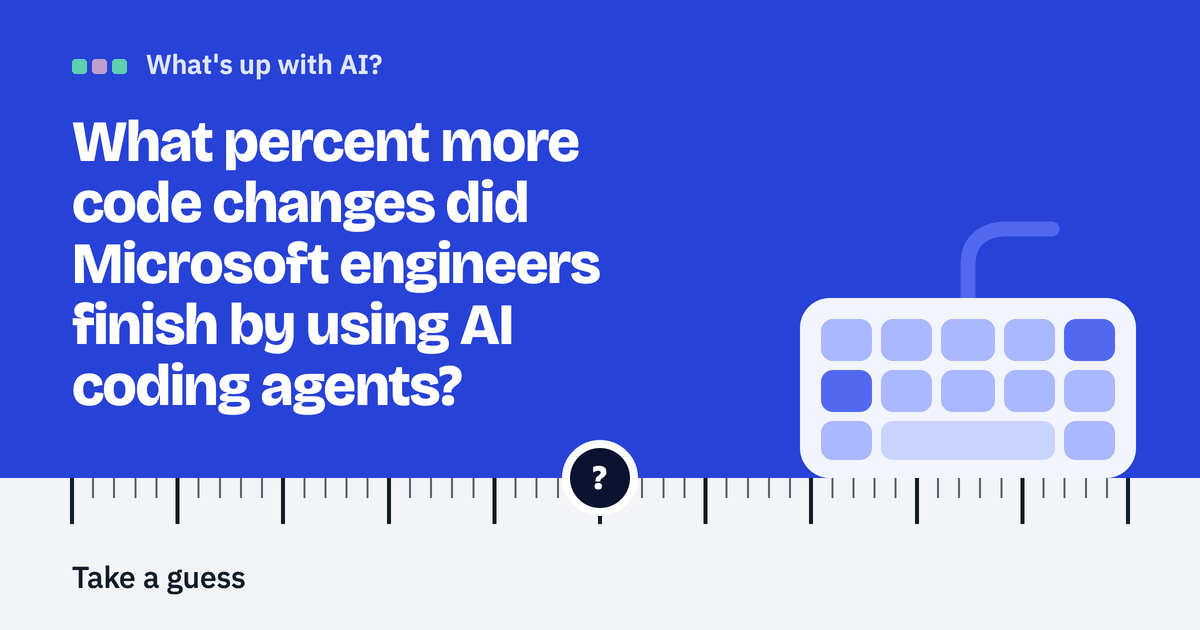 What's up with AI?
What percent more
code changes did
Microsoft engineers
finish by using AI
coding agents?
?
Take a guess